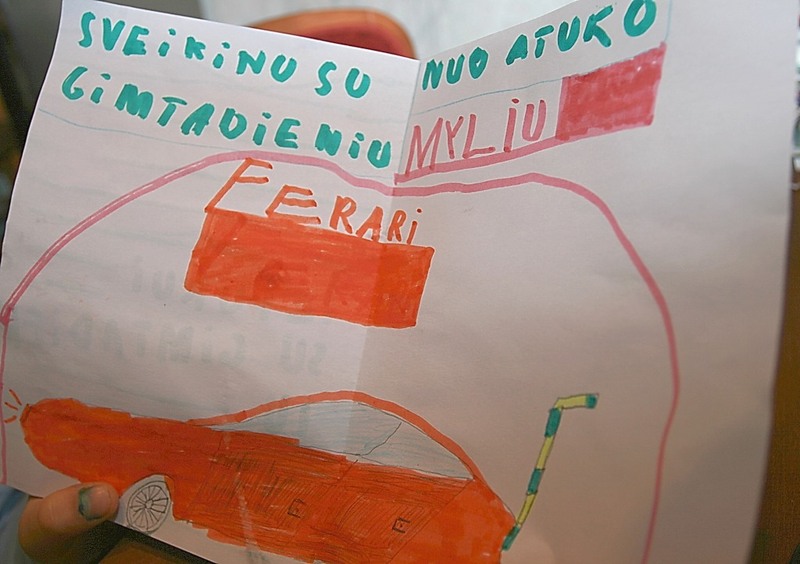 SVEiKiNU SU
GiMTADiENiU
NUO ATUKO
MYLiU
FERARi